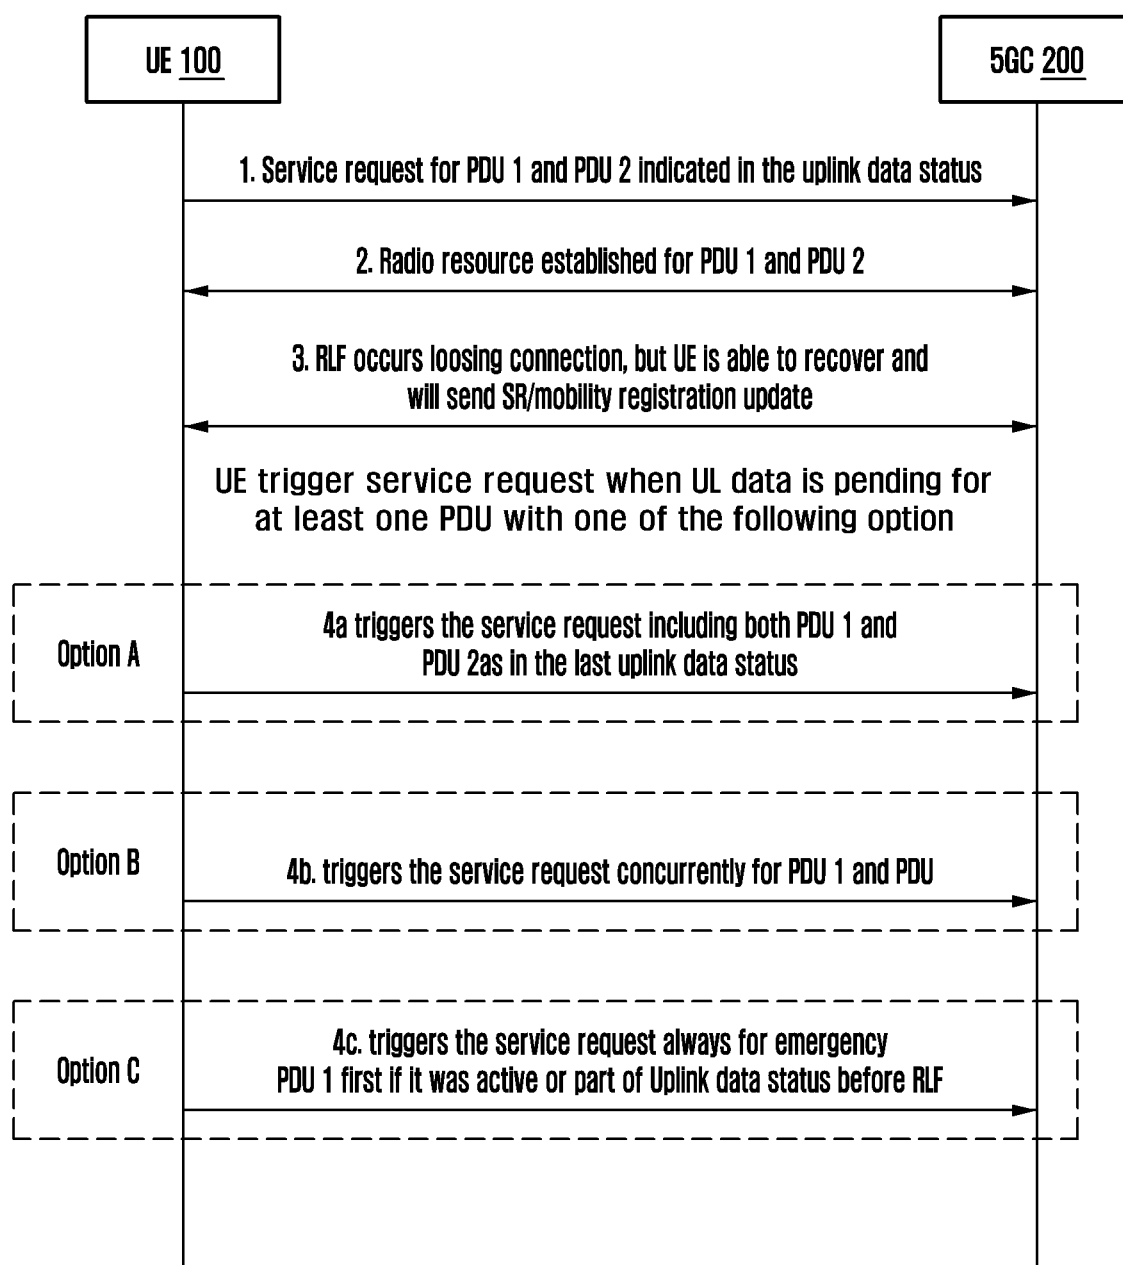 UE 100
5GC 200
1. Service request for PDU 1 and PDU 2 indicated in the uplink data status
2. Radio resource established for PDU 1 and PDU 2
3. RLF occurs loosing connection, but UE is able to recover and
will send SR/mobility registration update
UE trigger service request when UL data is pending for
at least one PDU with one of the following option
Option A
4a triggers the service request including both PDU 1 and
PDU 2as in the last uplink data status
Option B
4b. triggers the service request concurrently for PDU 1 and PDU
Option C
4c. triggers the service request always for emergency
PDU 1 first if it was active or part of Uplink data status before RLF